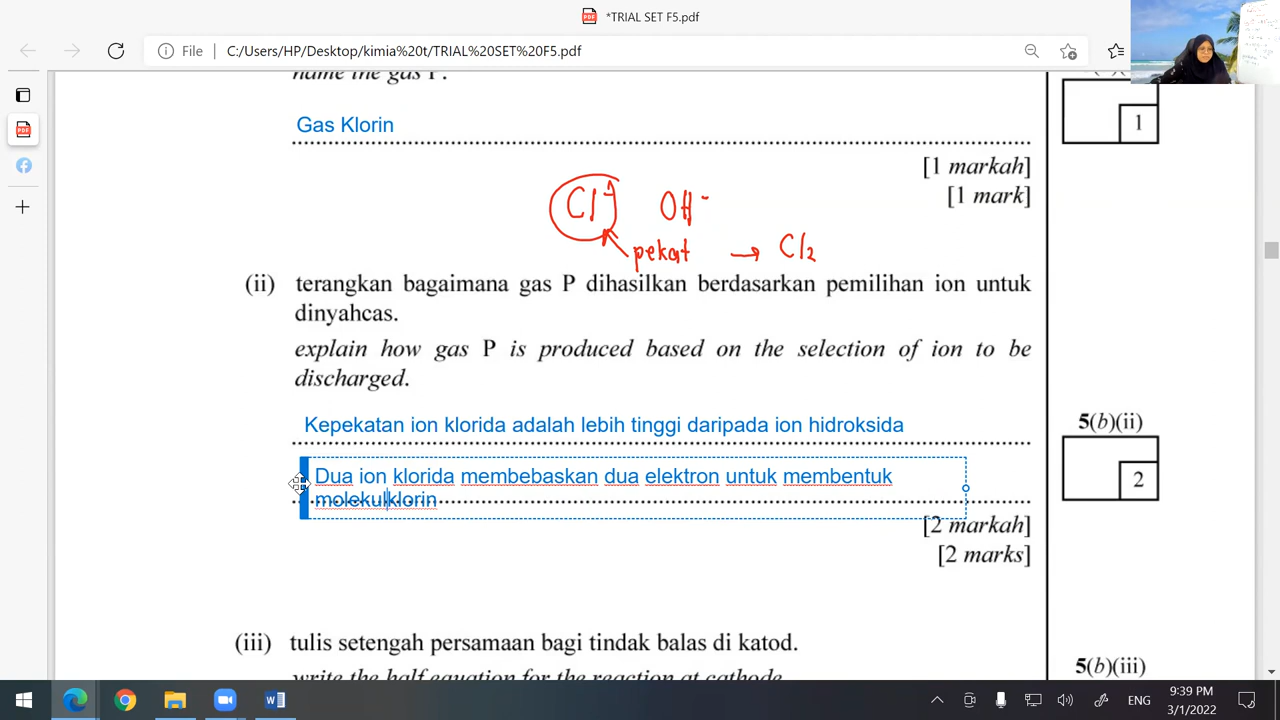 *TRIAL SET F5.pdf
File C:/Users/HP/Desktop/kimia%20t/TRIAL%20SET%20F5.pdf
name the gas P.
Gas Klorin
1
[1 markah]
[1 mark]
Cl⁻ OH⁻
pekat → Cl₂
(ii) terangkan bagaimana gas P dihasilkan berdasarkan pemilihan ion untuk
dinyahcas.
explain how gas P is produced based on the selection of ion to be
discharged.
Kepekatan ion klorida adalah lebih tinggi daripada ion hidroksida
5(b)(ii)
Dua ion klorida membebaskan dua elektron untuk membentuk
molekulklorin
2
[2 markah]
[2 marks]
(iii) tulis setengah persamaan bagi tindak balas di katod.
5(b)(iii)
write the half equation for the reaction at cathode
ENG
9:39 PM
3/1/2022